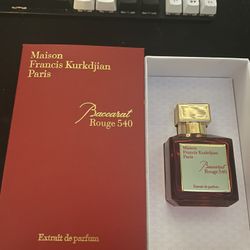 Maison
Francis Kurkdjian
Paris
Baccarat
Rouge 540
Extrait de parfum
Maison
Francis Kurkdjian
Paris
Baccarat
Rouge 540
Extrait de parfum